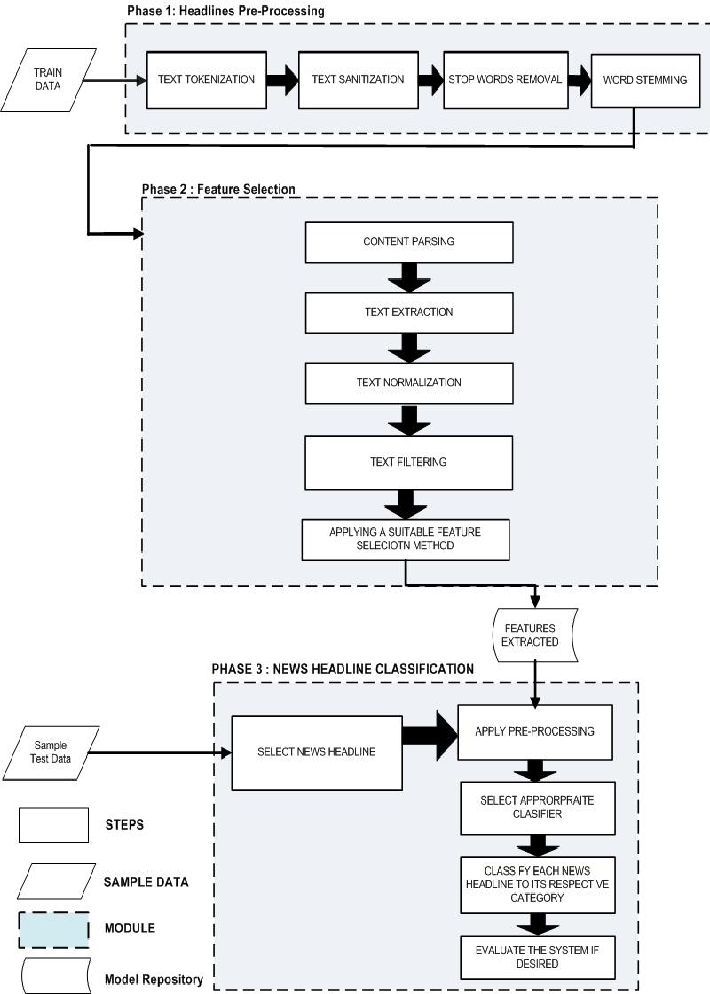 Phase 1: Headlines Pre-Processing
TRAIN
DATA
TEXT TOKENIZATION
TEXT SANITIZATION
STOP WORDS REMOVAL
WORD STEMMING
Phase 2 : Feature Selection
CONTENT PARSING
TEXT EXTRACTION
TEXT NORMALIZATION
TEXT FILTERING
APPLYING A SUITABLE FEATURE
SELECIOTN METHOD
FEATURES
EXTRACTED
PHASE 3 : NEWS HEADLINE CLASSIFICATION
Sample
Test Data
SELECT NEWS HEADLINE
APPLY PRE-PROCESSING
SELECT APPRORPRAITE
CLASIFIER
CLASSIFY EACH NEWS
HEADLINE TO ITS RESPECTIVE
CATEGORY
EVALUATE THE SYSTEM IF
DESIRED
STEPS
SAMPLE DATA
MODULE
Model Repository